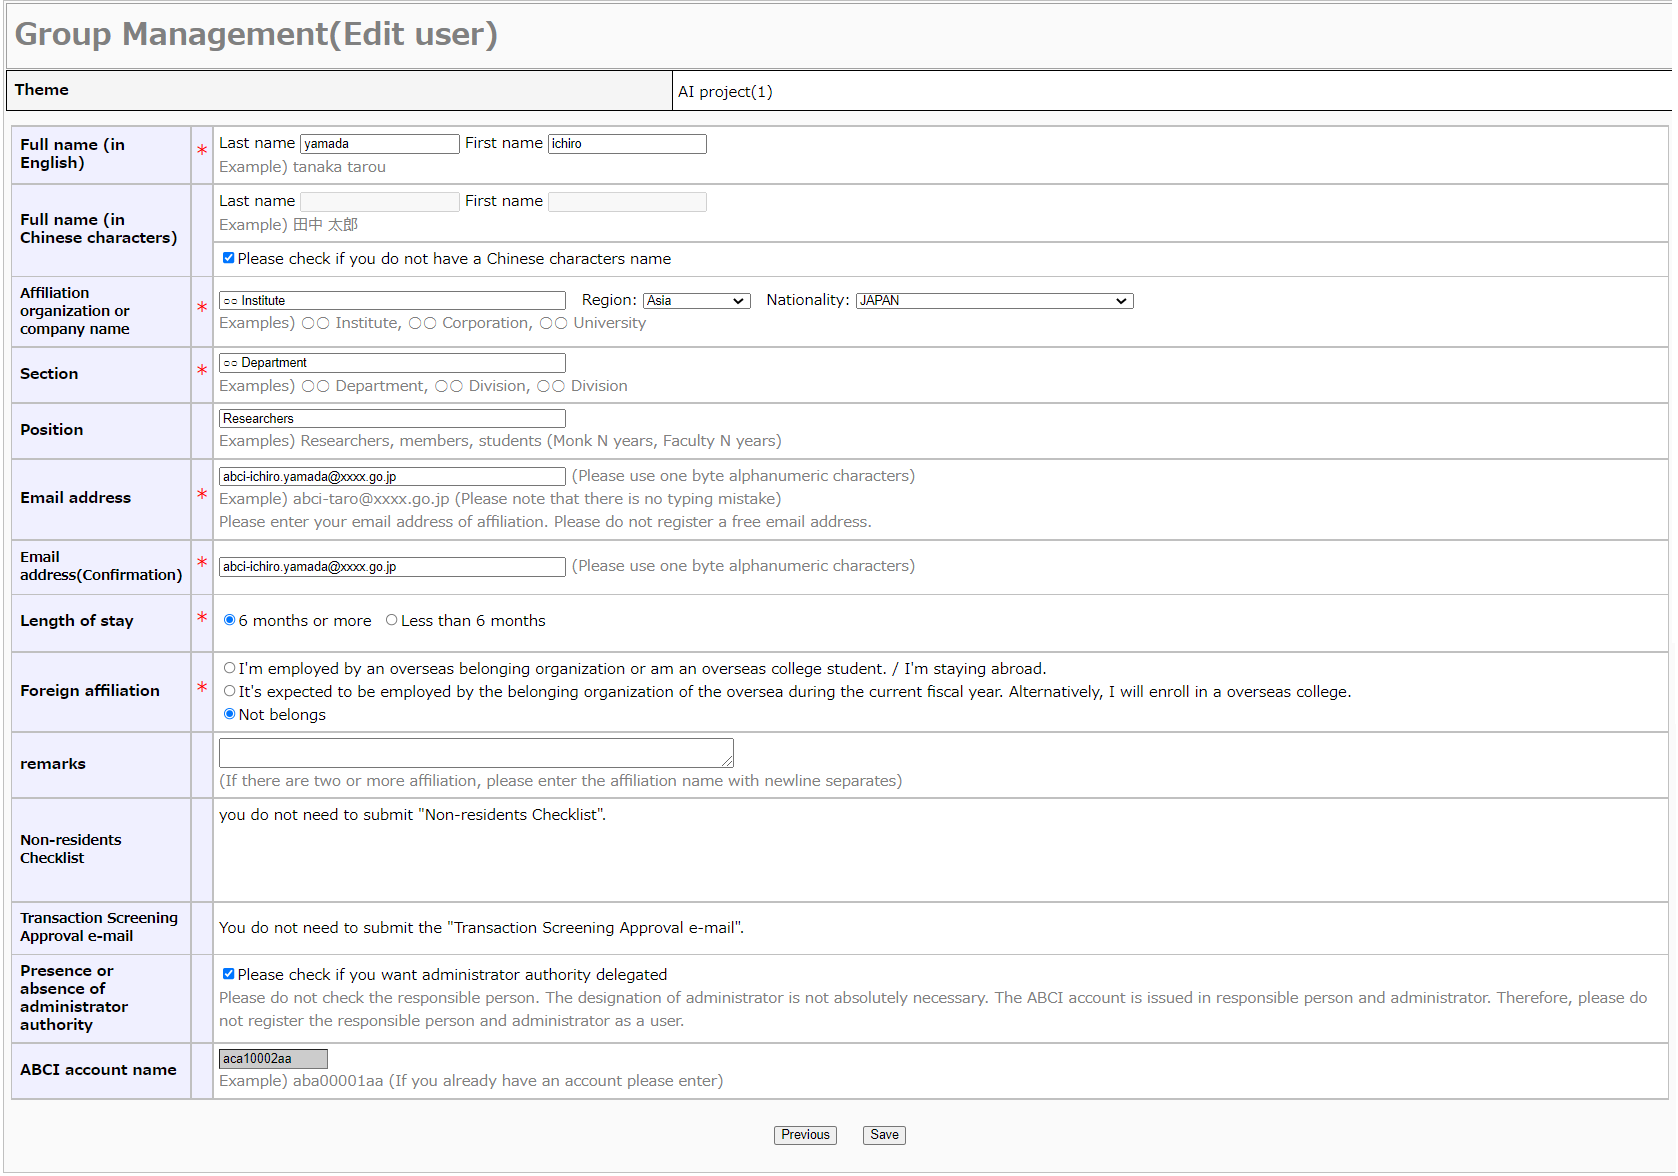 Group Management(Edit user)
Theme
AI project(1)
Full name (in English)
*
Last name yamada First name ichiro
Example) tanaka tarou
Full name (in Chinese characters)
Last name First name
Example) 田中 太郎
Please check if you do not have a Chinese characters name
Affiliation organization or company name
*
○○ Institute Region: Asia Nationality: JAPAN
Examples) 〇〇 Institute, 〇〇 Corporation, 〇〇 University
Section
*
○○ Department
Examples) 〇〇 Department, 〇〇 Division, 〇〇 Division
Position
Researchers
Examples) Researchers, members, students (Monk N years, Faculty N years)
Email address
*
abci-ichiro.yamada@xxxx.go.jp (Please use one byte alphanumeric characters)
Example) abci-taro@xxxx.go.jp (Please note that there is no typing mistake)
Please enter your email address of affiliation. Please do not register a free email address.
Email address(Confirmation)
*
abci-ichiro.yamada@xxxx.go.jp (Please use one byte alphanumeric characters)
Length of stay
*
6 months or more Less than 6 months
Foreign affiliation
*
I'm employed by an overseas belonging organization or am an overseas college student. / I'm staying abroad.
It's expected to be employed by the belonging organization of the oversea during the current fiscal year. Alternatively, I will enroll in a overseas college.
Not belongs
remarks
(If there are two or more affiliation, please enter the affiliation name with newline separates)
Non-residents Checklist
you do not need to submit "Non-residents Checklist".
Transaction Screening Approval e-mail
You do not need to submit the "Transaction Screening Approval e-mail".
Presence or absence of administrator authority
Please check if you want administrator authority delegated
Please do not check the responsible person. The designation of administrator is not absolutely necessary. The ABCI account is issued in responsible person and administrator. Therefore, please do
not register the responsible person and administrator as a user.
ABCI account name
aca10002aa
Example) aba00001aa (If you already have an account please enter)
Previous Save